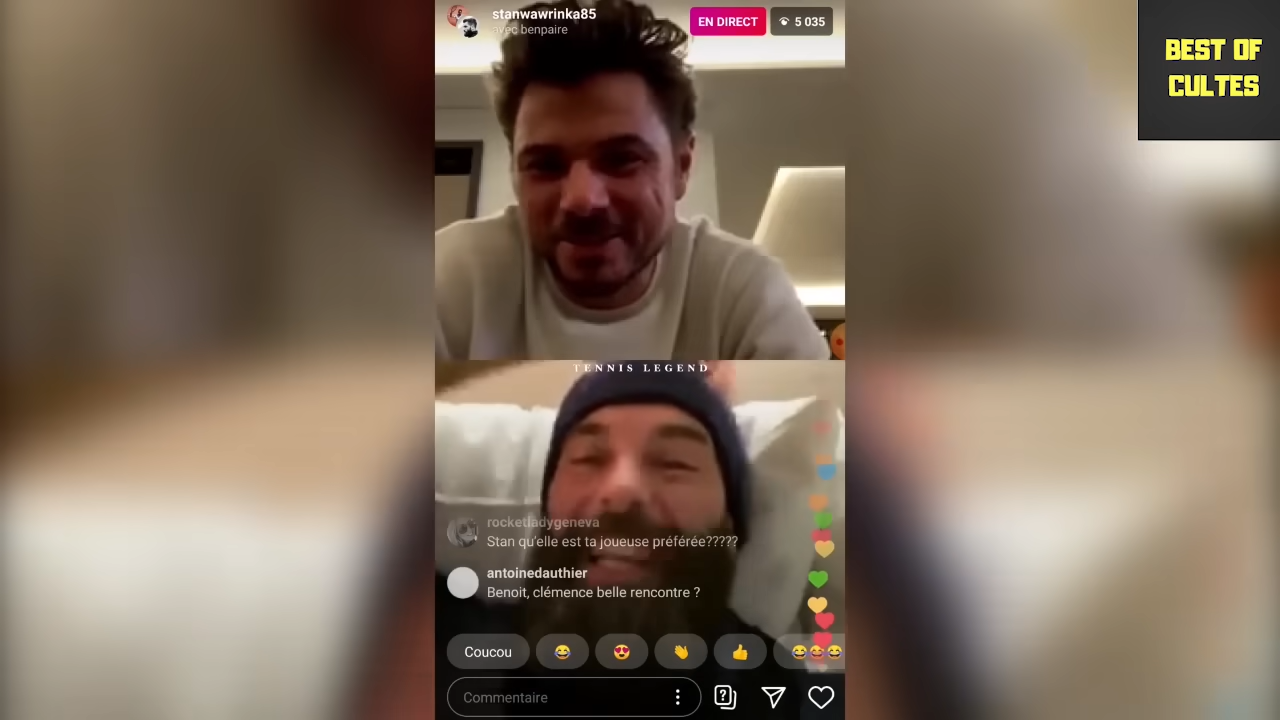 stanwawrinka85
avec benpaire
EN DIRECT
5 035
BEST OF
CULTES
TENNIS LEGEND
rocketladygeneva
Stan qu'elle est ta joueuse préférée?????
antoinedauthier
Benoit, clémence belle rencontre ?
Coucou
Commentaire